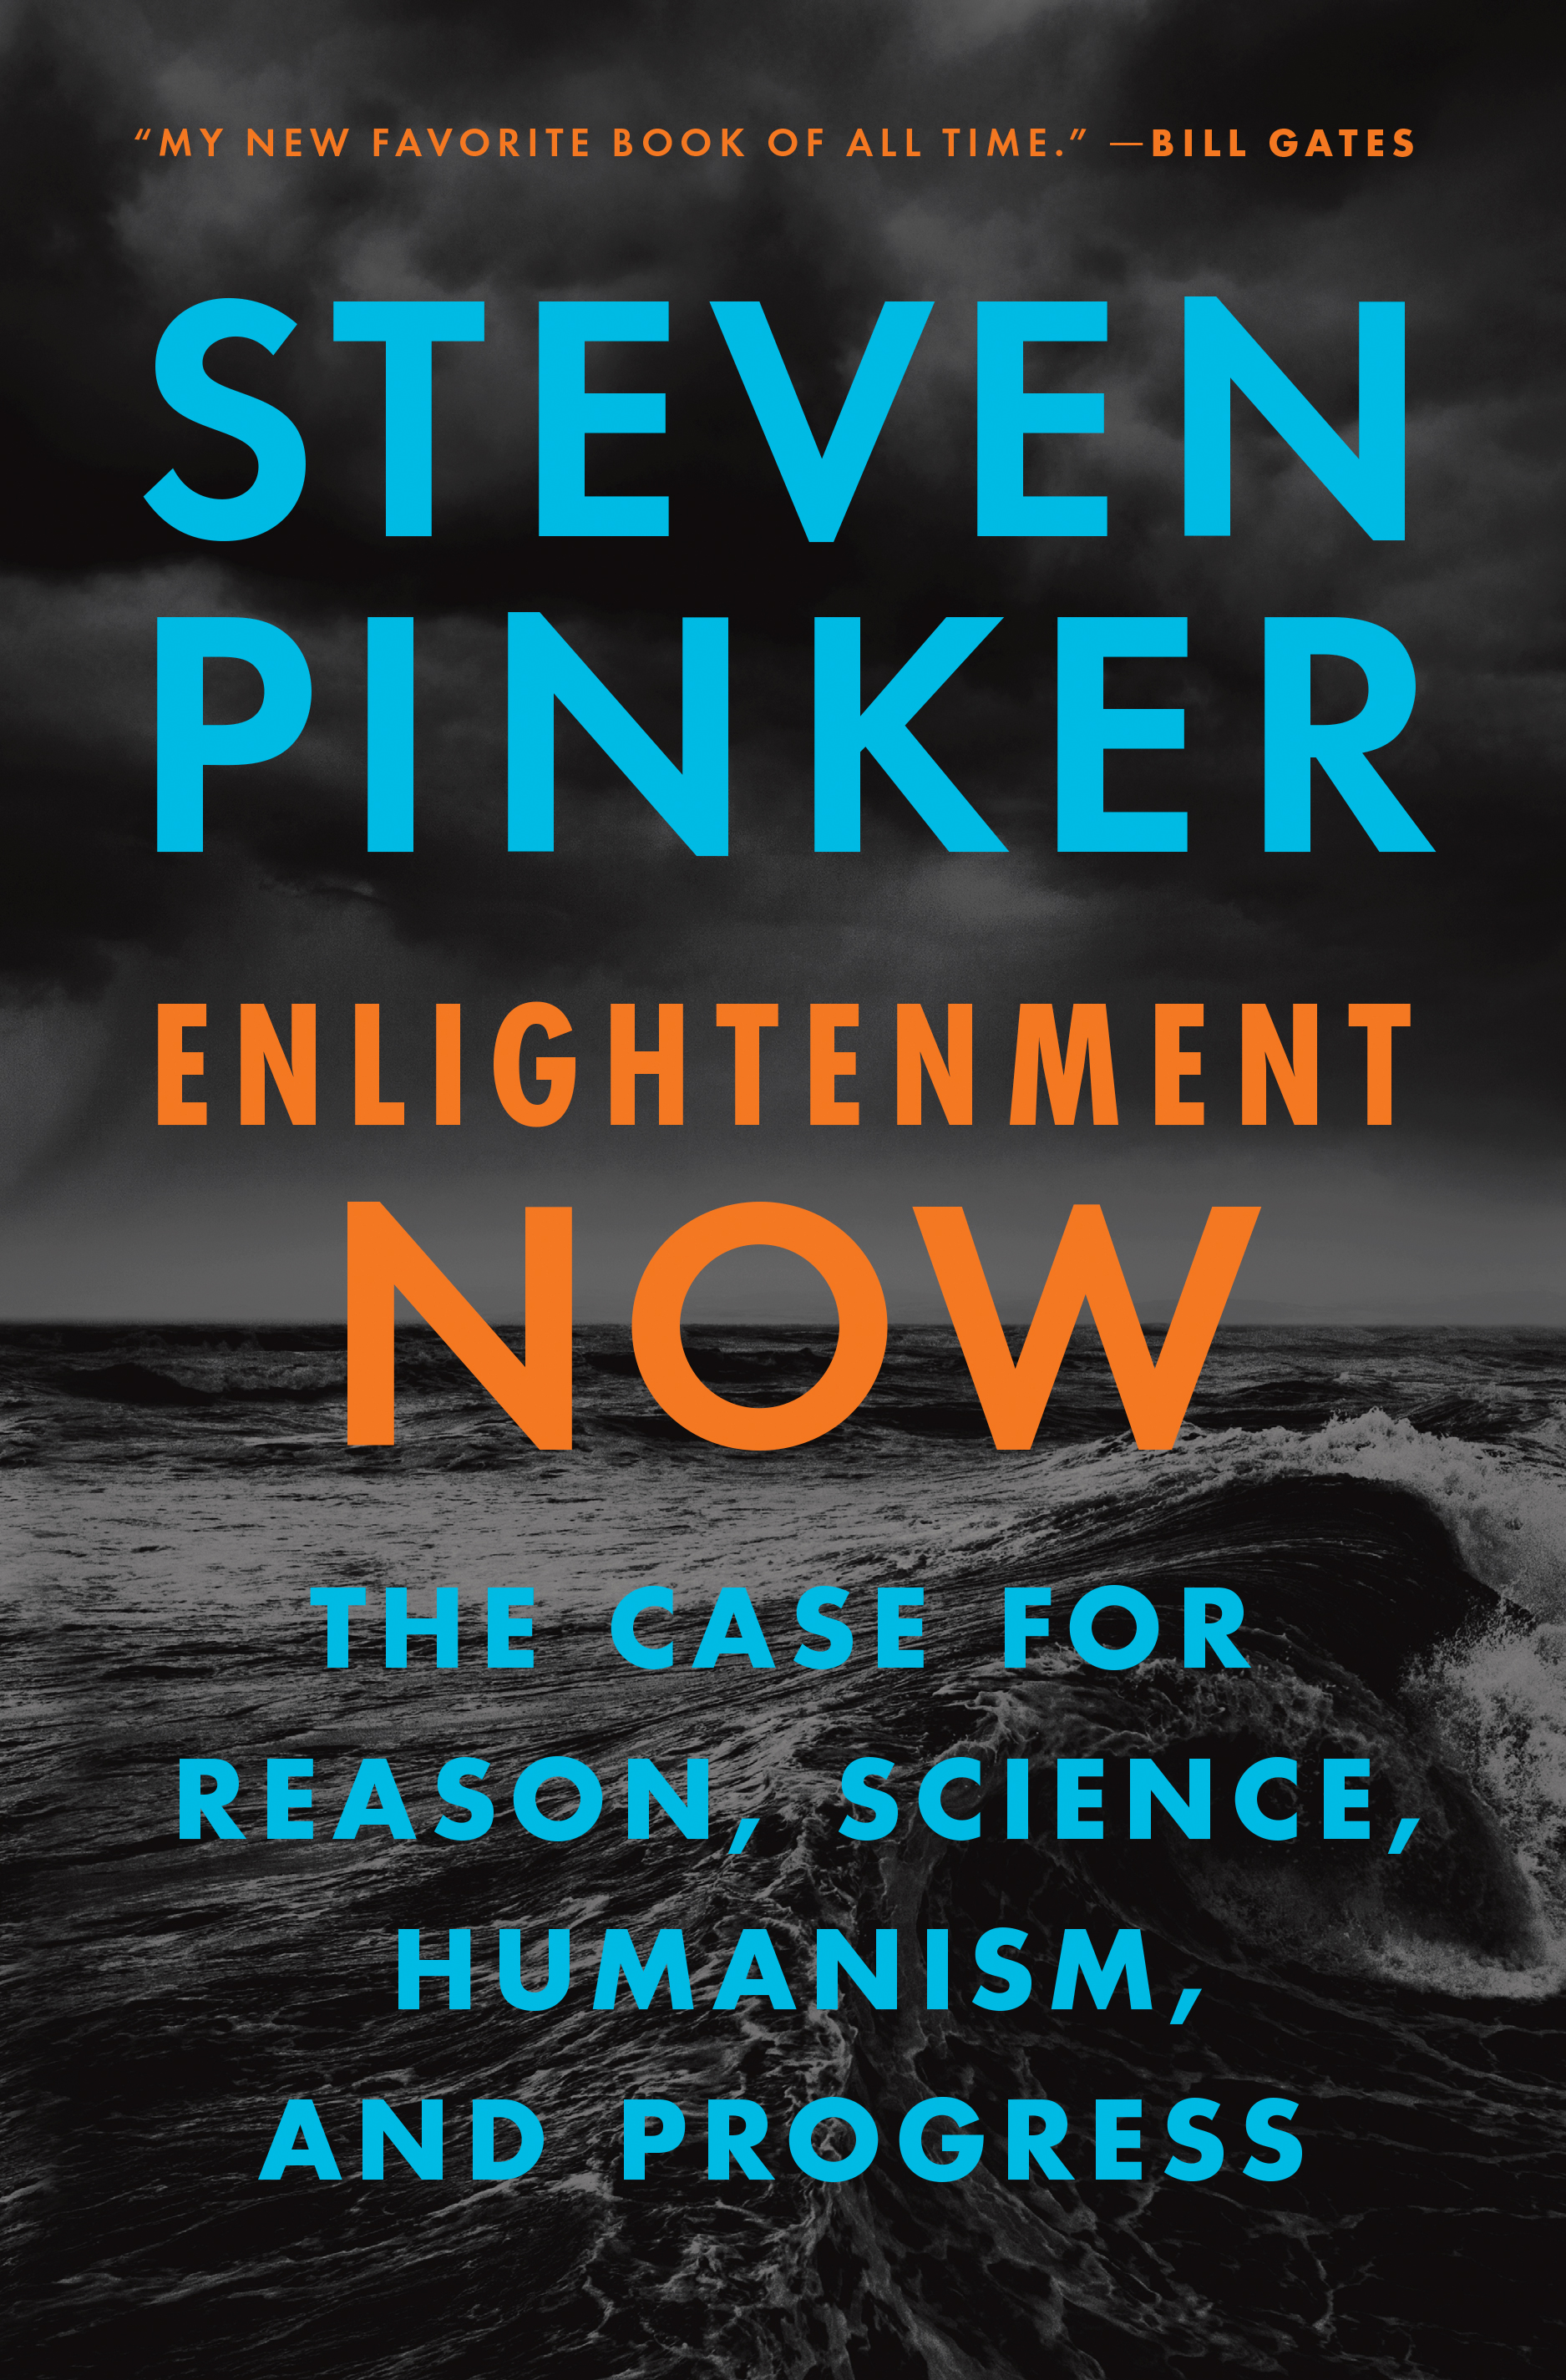 “MY NEW FAVORITE BOOK OF ALL TIME.” —BILL GATES
STEVEN
PINKER
ENLIGHTENMENT
NOW
THE CASE FOR
REASON, SCIENCE,
HUMANISM,
AND PROGRESS